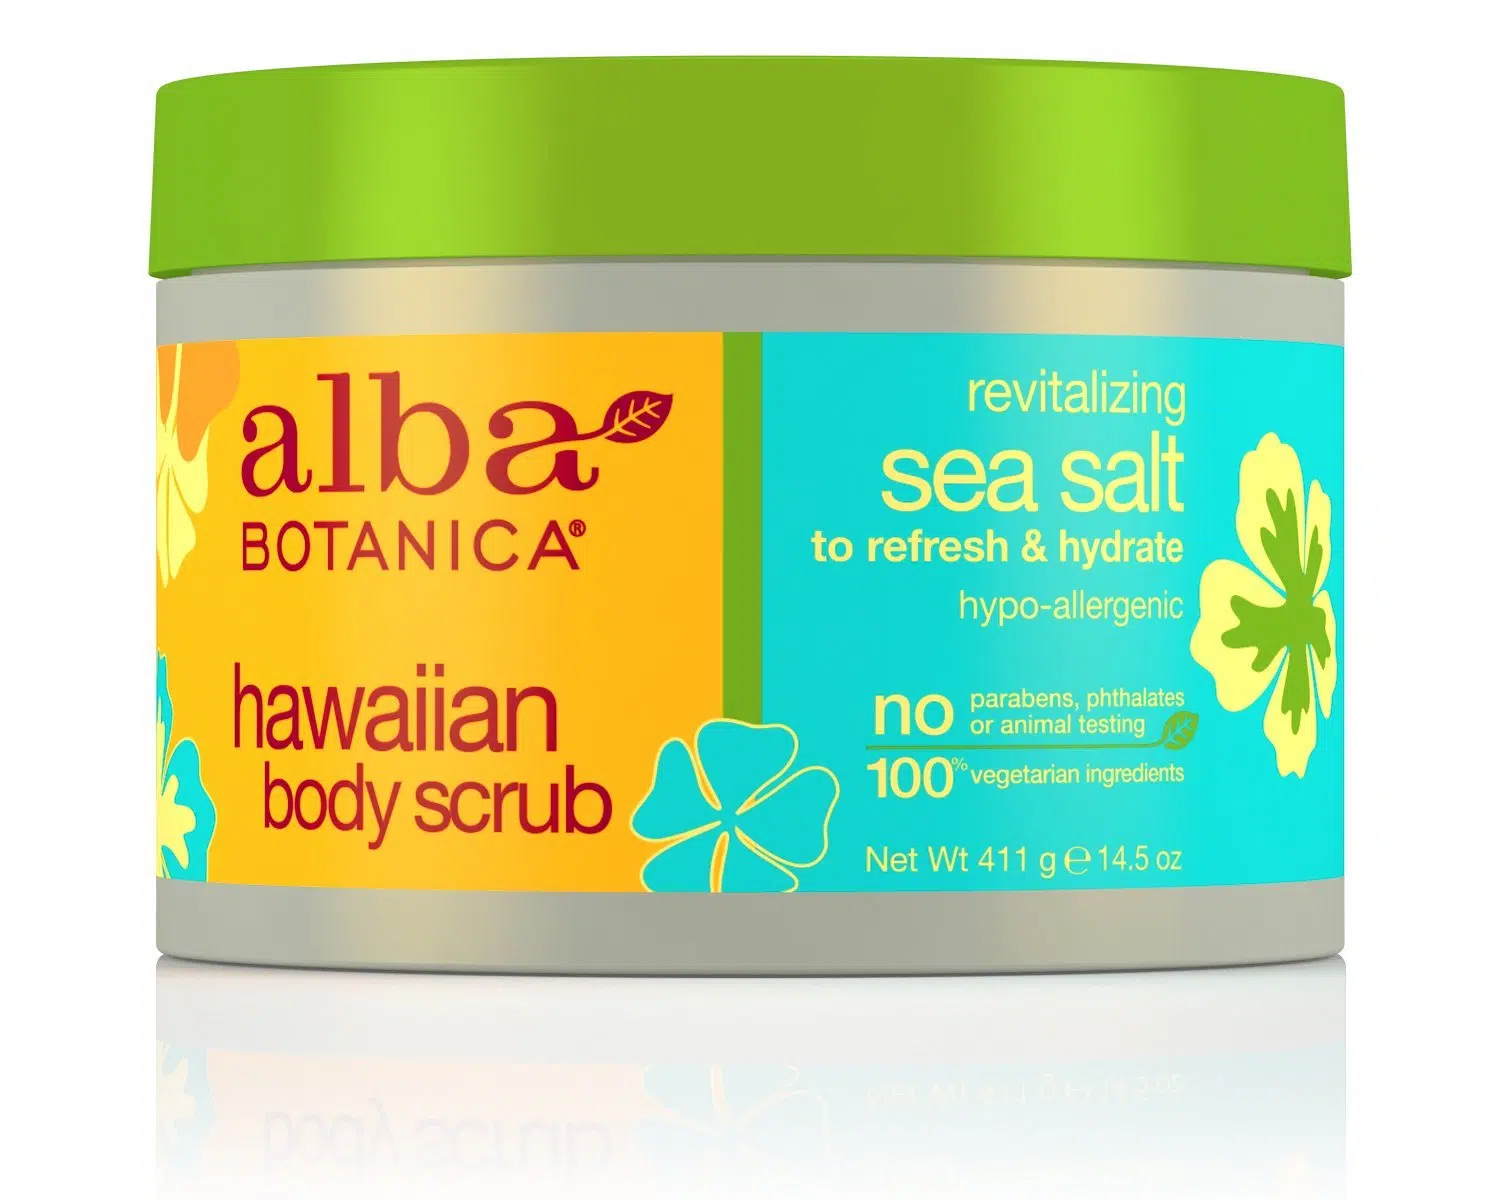 alba
BOTANICA®
hawaiian
body scrub
revitalizing
sea salt
to refresh & hydrate
hypo-allergenic
no parabens, phthalates
or animal testing
100% vegetarian ingredients
Net Wt 411 g ℮ 14.5 oz